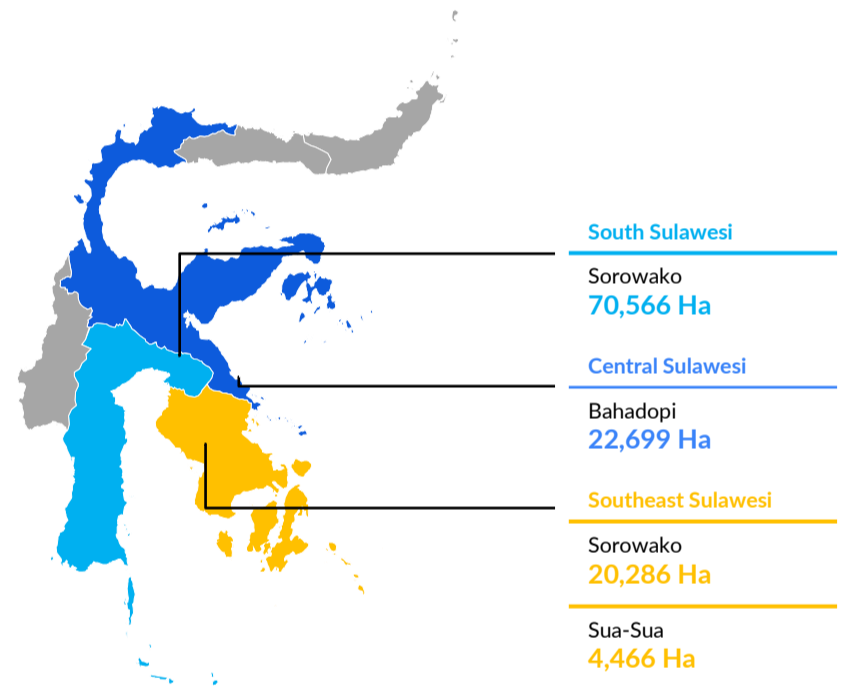 South Sulawesi
Sorowako
70,566 Ha
Central Sulawesi
Bahadopi
22,699 Ha
Southeast Sulawesi
Sorowako
20,286 Ha
Sua-Sua
4,466 Ha